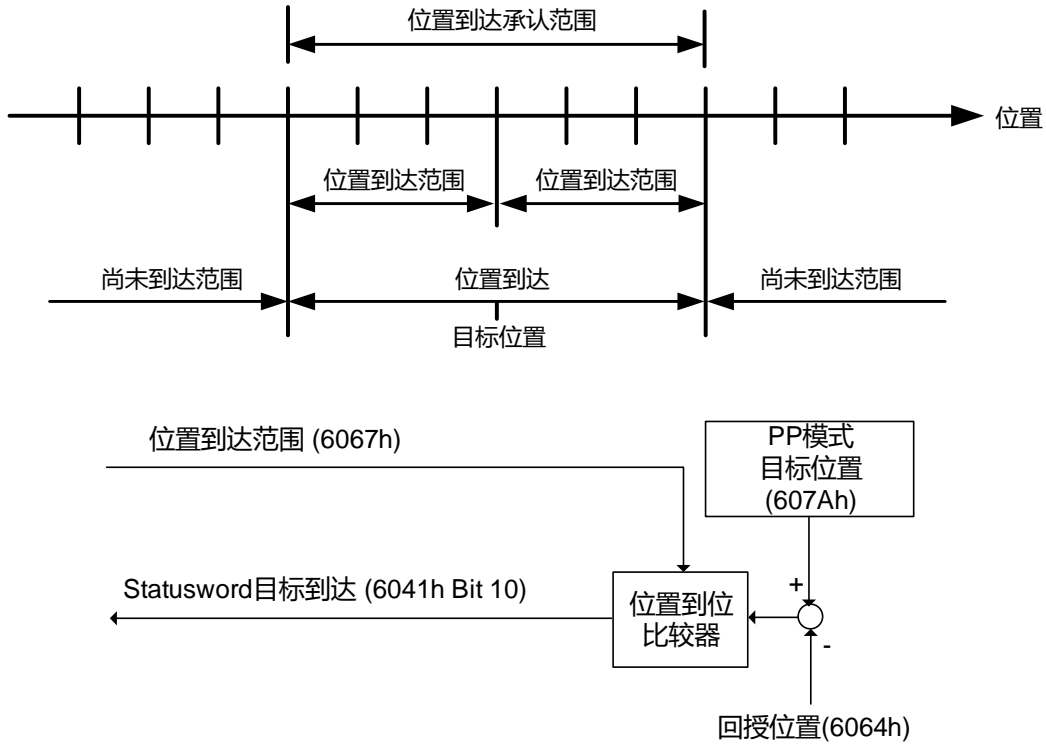 位置到达承认范围
位置
位置到达范围
位置到达范围
尚未到达范围
位置到达
尚未到达范围
目标位置
位置到达范围 (6067h)
PP模式
目标位置
(607Ah)
Statusword目标到达 (6041h Bit 10)
+
位置到位
比较器
-
回授位置(6064h)